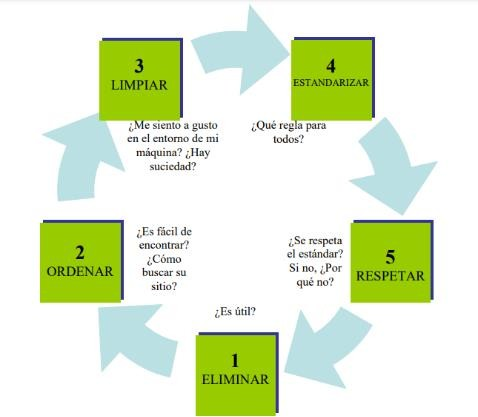 3
LIMPIAR
¿Me siento a gusto
en el entorno de mi
máquina? ¿Hay
suciedad?
4
ESTANDARIZAR
¿Qué regla para
todos?
2
ORDENAR
¿Es fácil de
encontrar?
¿Cómo
buscar su
sitio?
¿Se respeta
el estándar?
Si no, ¿Por
qué no?
5
RESPETAR
¿Es útil?
1
ELIMINAR